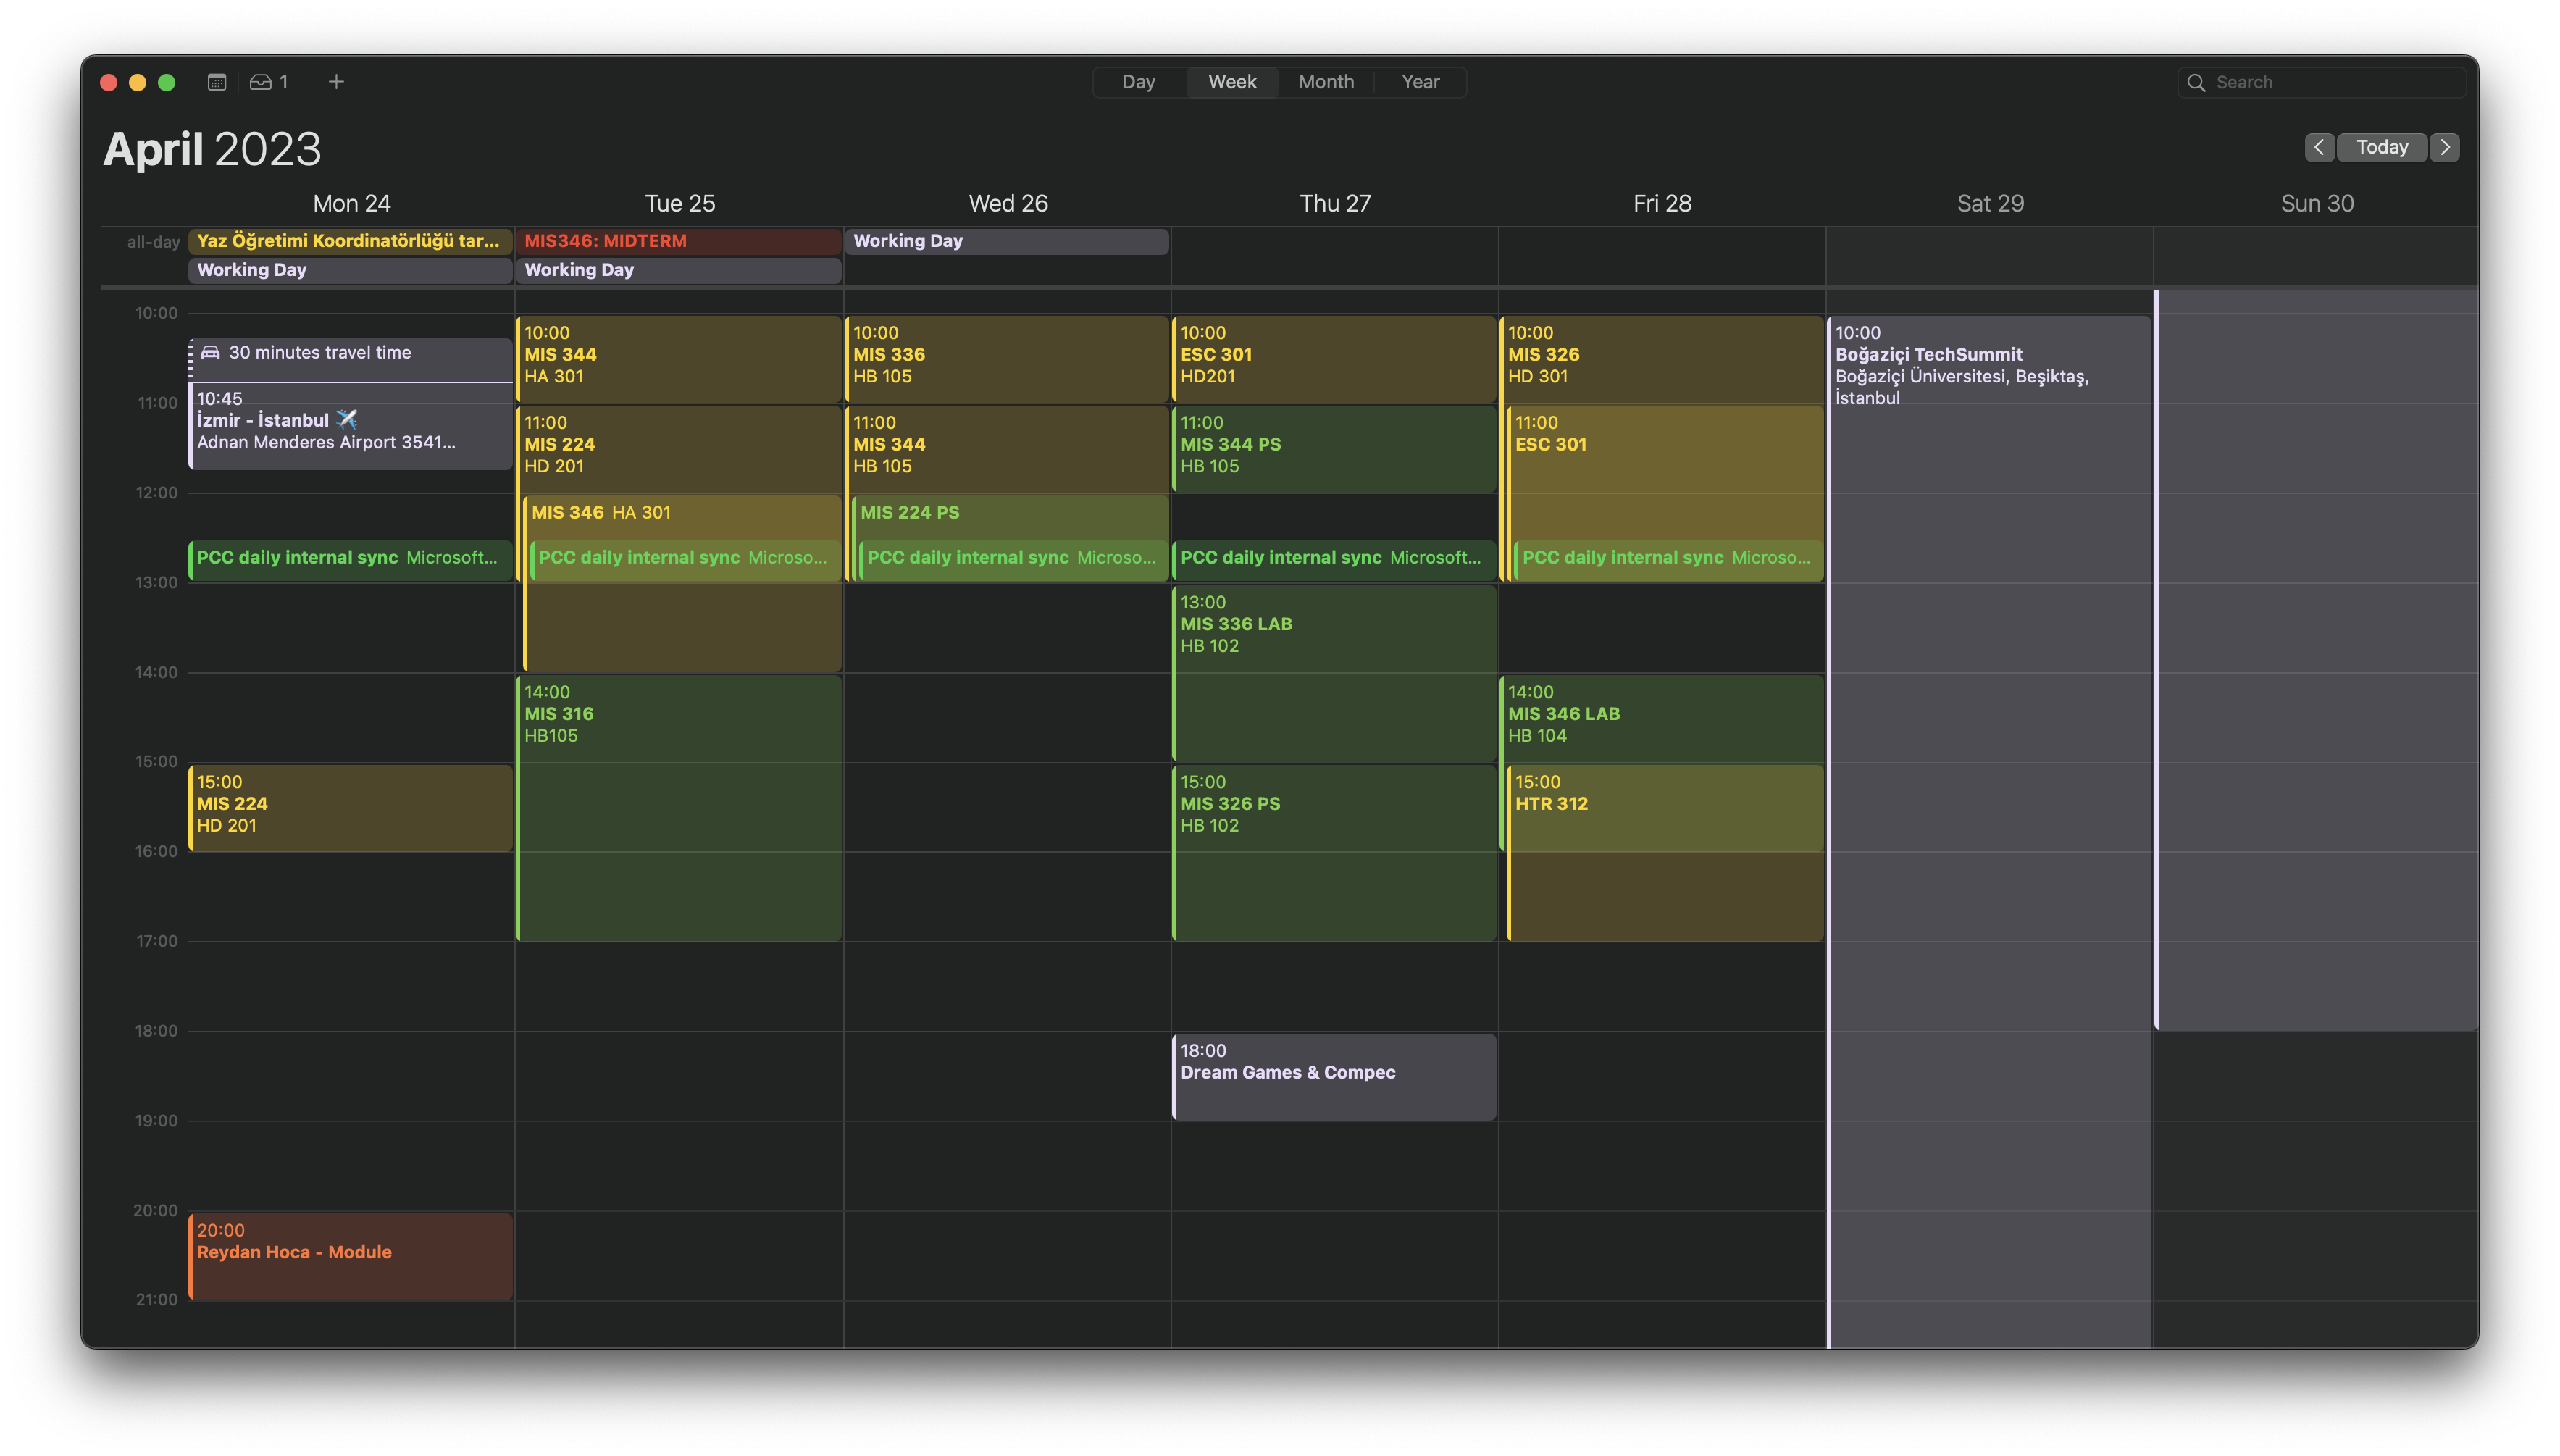 1
Day
Week
Month
Year
Search
April 2023
Today
Mon 24
Tue 25
Wed 26
Thu 27
Fri 28
Sat 29
Sun 30
all-day
Yaz Öğretimi Koordinatörlüğü tar...
Working Day
MIS346: MIDTERM
Working Day
Working Day
10:00
11:00
12:00
13:00
14:00
15:00
16:00
17:00
18:00
19:00
20:00
21:00
30 minutes travel time
10:45
İzmir - İstanbul ✈️
Adnan Menderes Airport 3541...
PCC daily internal sync Microsoft...
15:00
MIS 224
HD 201
20:00
Reydan Hoca - Module
10:00
MIS 344
HA 301
11:00
MIS 224
HD 201
MIS 346 HA 301
PCC daily internal sync Microso...
14:00
MIS 316
HB105
10:00
MIS 336
HB 105
11:00
MIS 344
HB 105
MIS 224 PS
PCC daily internal sync Microso...
10:00
ESC 301
HD201
11:00
MIS 344 PS
HB 105
PCC daily internal sync Microsoft...
13:00
MIS 336 LAB
HB 102
15:00
MIS 326 PS
HB 102
18:00
Dream Games & Compec
10:00
MIS 326
HD 301
11:00
ESC 301
PCC daily internal sync Microso...
14:00
MIS 346 LAB
HB 104
15:00
HTR 312
10:00
Boğaziçi TechSummit
Boğaziçi Üniversitesi, Beşiktaş,
İstanbul